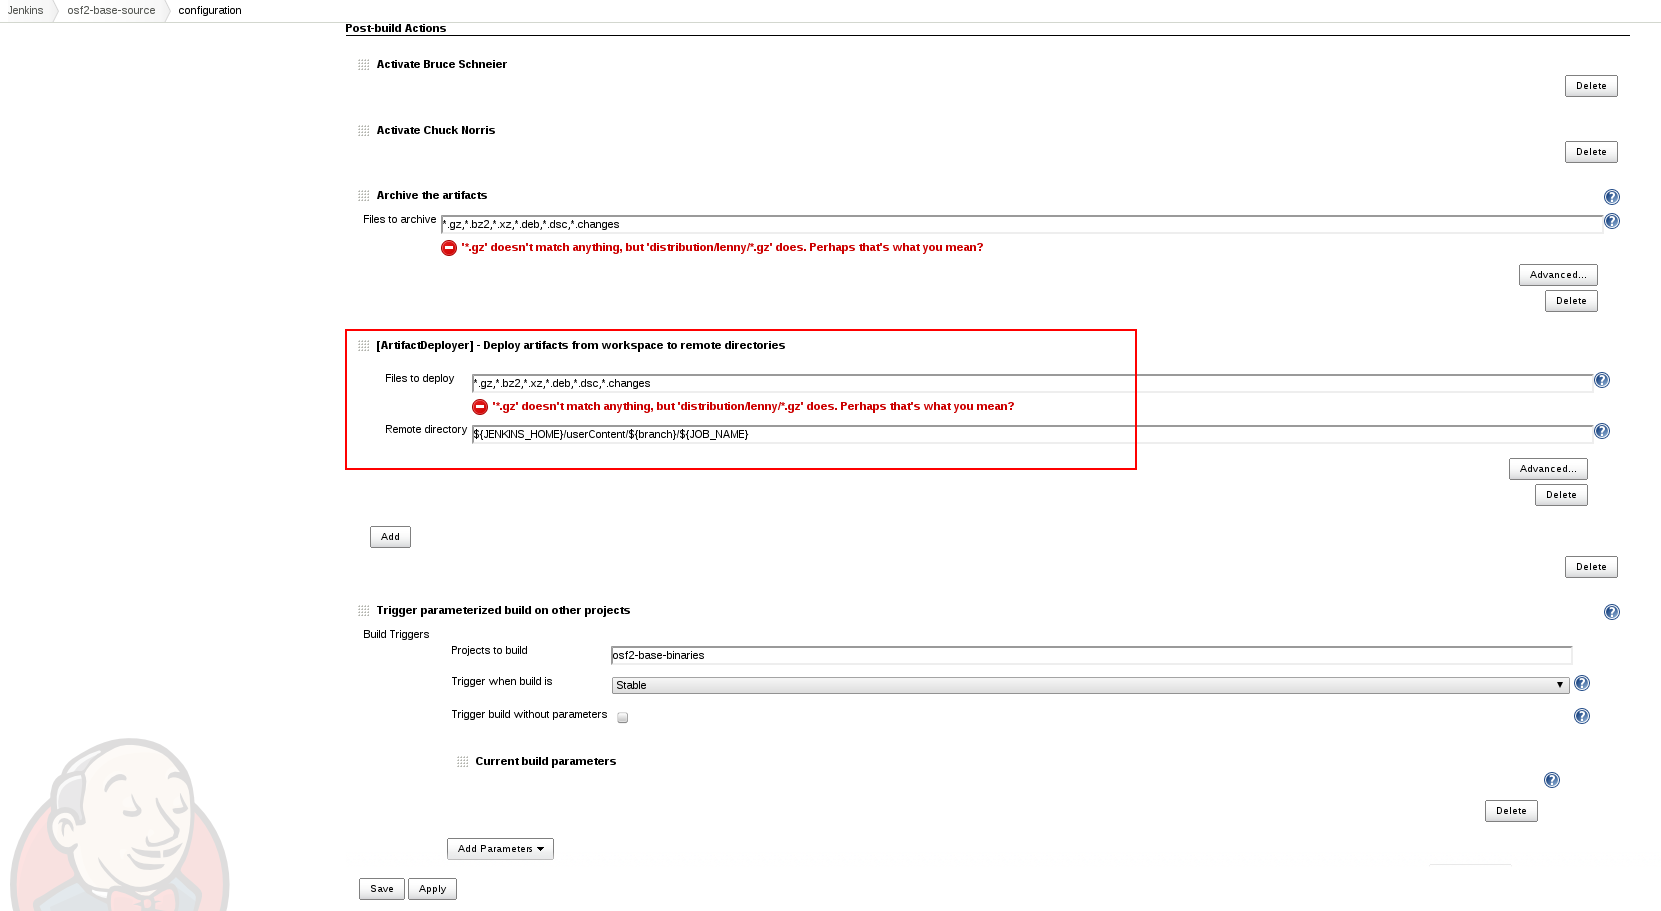 Jenkins osf2-base-source configuration
Post-build Actions
Activate Bruce Schneier
Delete
Activate Chuck Norris
Delete
Archive the artifacts
Files to archive *.gz,*.bz2,*.xz,*.deb,*.dsc,*.changes
'*.gz' doesn't match anything, but 'distribution/lenny/*.gz' does. Perhaps that's what you mean?
Advanced...
Delete
[ArtifactDeployer] - Deploy artifacts from workspace to remote directories
Files to deploy *.gz,*.bz2,*.xz,*.deb,*.dsc,*.changes
'*.gz' doesn't match anything, but 'distribution/lenny/*.gz' does. Perhaps that's what you mean?
Remote directory ${JENKINS_HOME}/userContent/${branch}/${JOB_NAME}
Advanced...
Delete
Add
Delete
Trigger parameterized build on other projects
Build Triggers
Projects to build osf2-base-binaries
Trigger when build is Stable
Trigger build without parameters
Current build parameters
Delete
Add Parameters
Save Apply